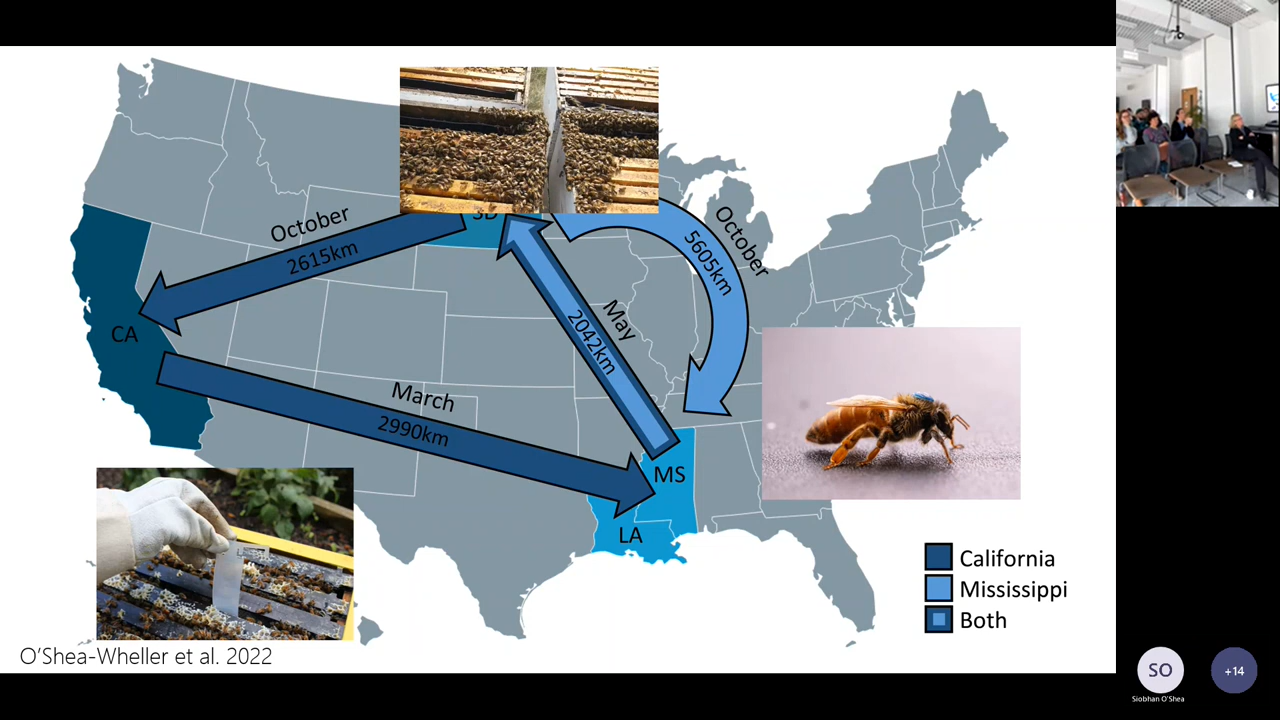 SD
October
2615km
October
5605km
May
2042km
CA
March
2990km
MS
LA
California
Mississippi
Both
O'Shea-Wheller et al. 2022
SO
+14
Siobhan O'Shea